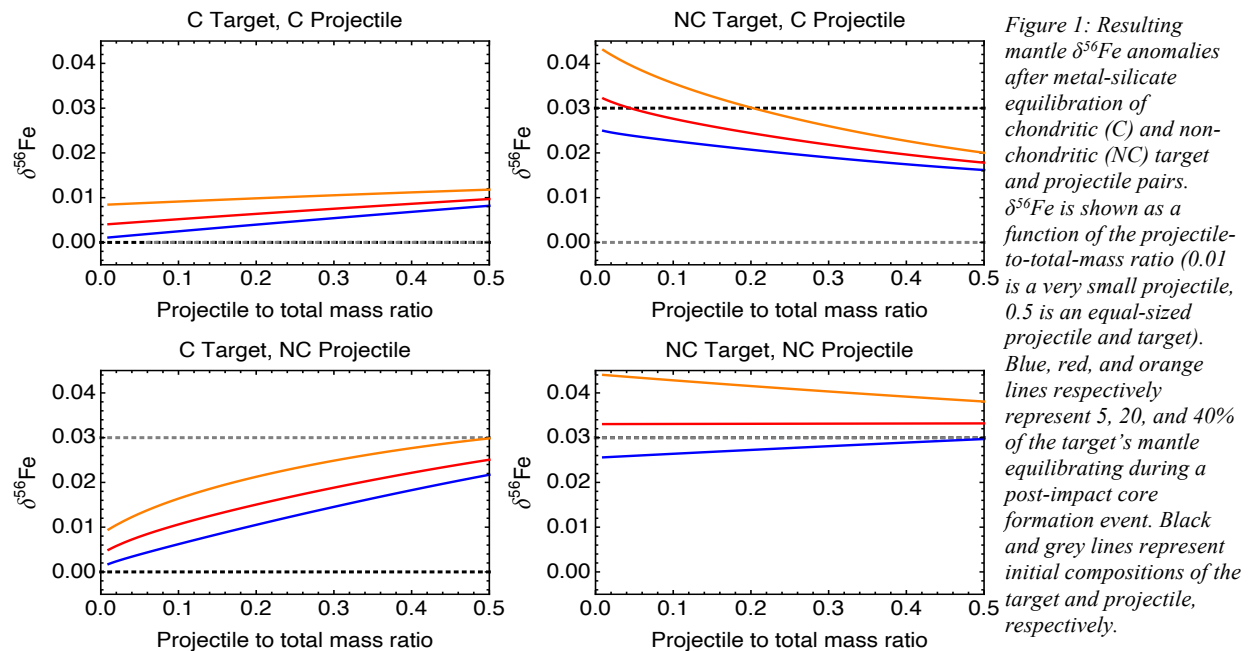 C Target, C Projectile
0.04
0.03
0.02
0.01
0.00
δ56Fe
0.0 0.1 0.2 0.3 0.4 0.5
Projectile to total mass ratio
NC Target, C Projectile
0.04
0.03
0.02
0.01
0.00
δ56Fe
0.0 0.1 0.2 0.3 0.4 0.5
Projectile to total mass ratio
C Target, NC Projectile
0.04
0.03
0.02
0.01
0.00
δ56Fe
0.0 0.1 0.2 0.3 0.4 0.5
Projectile to total mass ratio
NC Target, NC Projectile
0.04
0.03
0.02
0.01
0.00
δ56Fe
0.0 0.1 0.2 0.3 0.4 0.5
Projectile to total mass ratio
Figure 1: Resulting
mantle δ56Fe anomalies
after metal-silicate
equilibration of
chondritic (C) and non-
chondritic (NC) target
and projectile pairs.
δ56Fe is shown as a
function of the projectile-
to-total-mass ratio (0.01
is a very small projectile,
0.5 is an equal-sized
projectile and target).
Blue, red, and orange
lines respectively
represent 5, 20, and 40%
of the target's mantle
equilibrating during a
post-impact core
formation event. Black
and grey lines represent
initial compositions of the
target and projectile,
respectively.